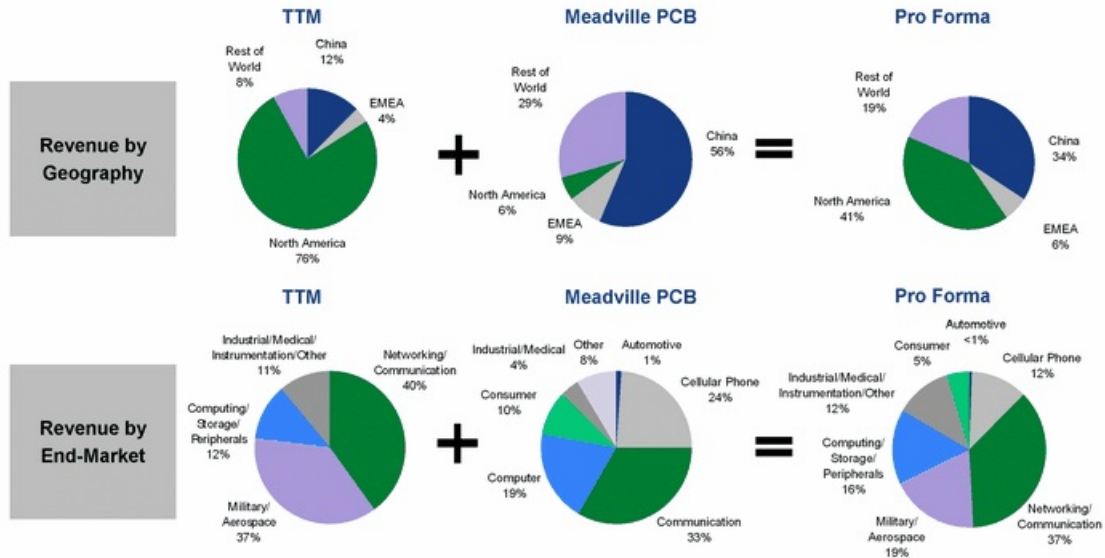 TTM
Meadville PCB
Pro Forma
Revenue by
Geography
Rest of
World
8%
China
12%
EMEA
4%
North America
76%
+
Rest of
World
29%
China
56%
North America
6%
EMEA
9%
=
Rest of
World
19%
China
34%
North America
41%
EMEA
6%
TTM
Meadville PCB
Pro Forma
Revenue by
End-Market
Industrial/Medical/
Instrumentation/Other
11%
Networking/
Communication
40%
Computing/
Storage/
Peripherals
12%
Military/
Aerospace
37%
+
Industrial/Medical
4%
Other
8%
Automotive
1%
Cellular Phone
24%
Consumer
10%
Computer
19%
Communication
33%
=
Automotive
<1%
Consumer
5%
Cellular Phone
12%
Industrial/Medical/
Instrumentation/Other
12%
Computing/
Storage/
Peripherals
16%
Military/
Aerospace
19%
Networking/
Communication
37%